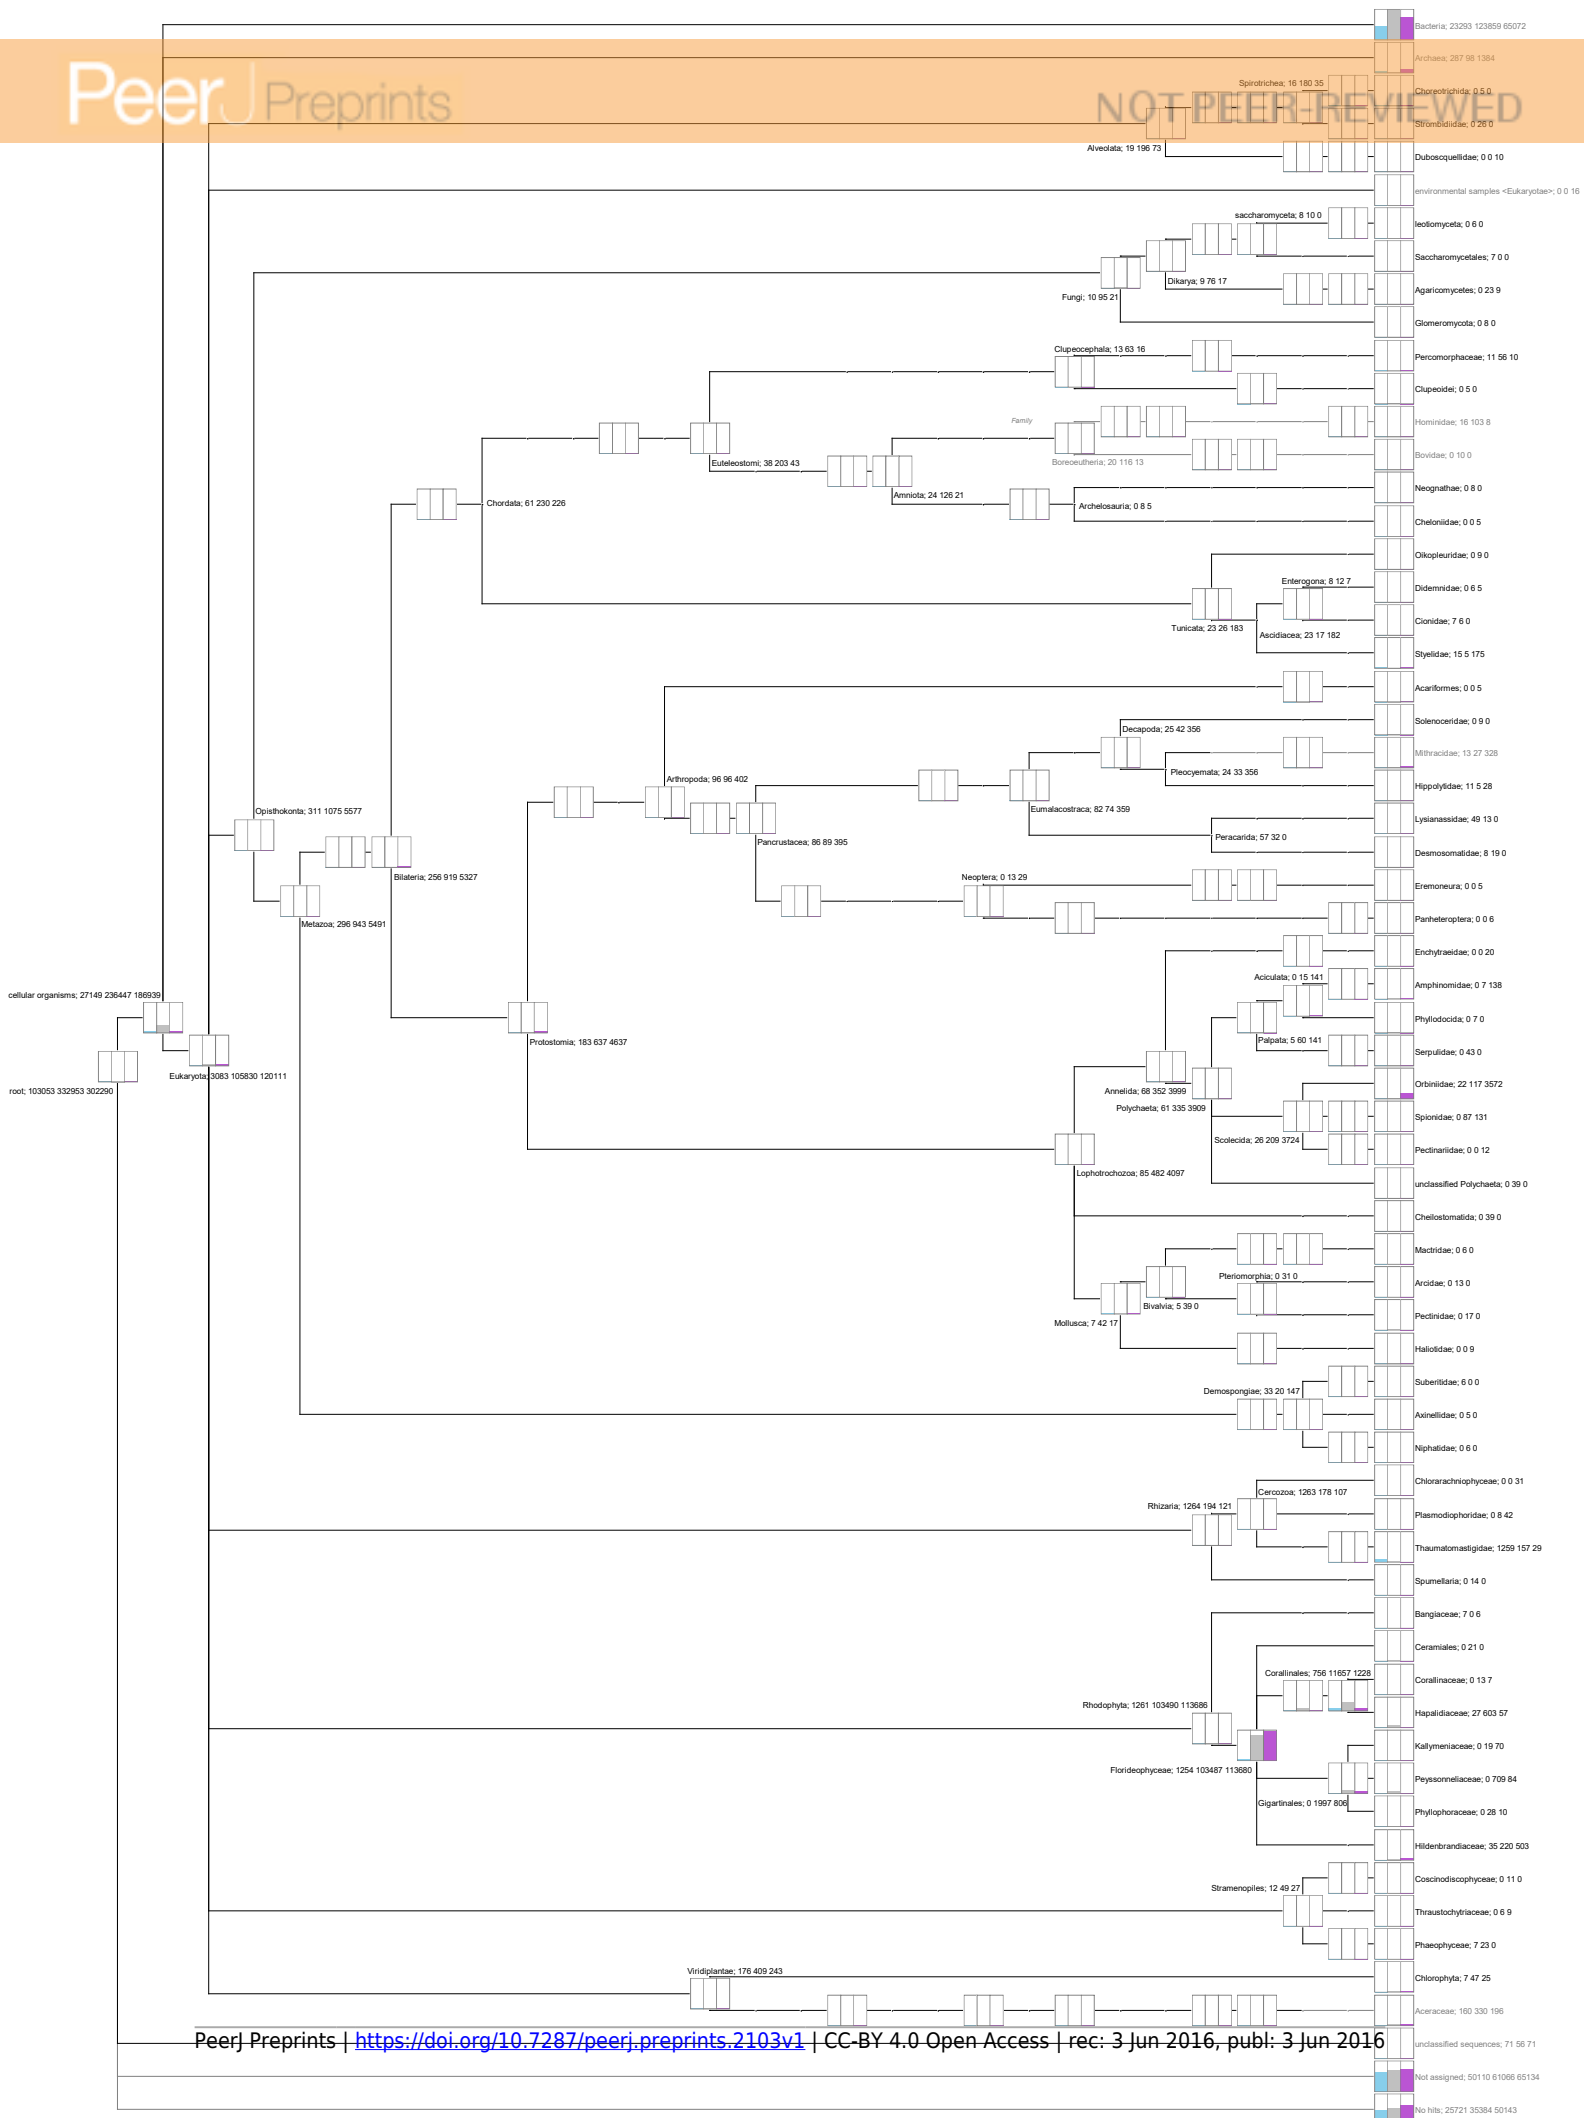 Bacteria; 23293 123859 65072
PeerJ Preprints
NOT PEER-REVIEWED
Archaea; 287 98 1384
Spirotrichea; 16 180 35
Choreotrichida; 0 5 0
Strombidiidae; 0 26 0
Alveolata; 19 196 73
Duboscquellidae; 0 0 10
environmental samples <Eukaryotae>; 0 0 16
saccharomyceta; 8 10 0
leotiomyceta; 0 6 0
Saccharomycetales; 7 0 0
Dikarya; 9 76 17
Agaricomycetes; 0 23 9
Fungi; 10 95 21
Glomeromycota; 0 8 0
Clupeocephala; 13 63 16
Percomorphaceae; 11 56 10
Clupeoidei; 0 5 0
Family
Hominidae; 16 103 8
Boreoeutheria; 20 116 13
Bovidae; 0 10 0
Euteleostomi; 38 203 43
Amniota; 24 126 21
Neognathae; 0 8 0
Chordata; 61 230 226
Archelosauria; 0 8 5
Cheloniidae; 0 0 5
Oikopleuridae; 0 9 0
Enterogona; 8 12 7
Didemnidae; 0 6 5
Cionidae; 7 6 0
Tunicata; 23 26 183
Ascidiacea; 23 17 182
Styelidae; 15 5 175
Acariformes; 0 0 5
Solenoceridae; 0 9 0
Decapoda; 25 42 356
Mithracidae; 13 27 328
Pleocyemata; 24 33 356
Arthropoda; 96 96 402
Hippolytidae; 11 5 28
Eumalacostraca; 82 74 359
Opisthokonta; 311 1075 5577
Lysianassidae; 49 13 0
Peracarida; 57 32 0
Pancrustacea; 86 89 395
Desmosomatidae; 8 19 0
Bilateria; 256 919 5327
Neoptera; 0 13 29
Eremoneura; 0 0 5
Metazoa; 296 943 5491
Panheteroptera; 0 0 6
Enchytraeidae; 0 0 20
Aciculata; 0 15 141
Amphinomidae; 0 7 138
cellular organisms; 27149 236447 186939
Phyllodocida; 0 7 0
Protostomia; 183 637 4637
Palpata; 5 60 141
Serpulidae; 0 43 0
Eukaryota; 3083 105830 120111
root; 103053 332953 302290
Orbiniidae; 22 117 3572
Annelida; 68 352 3999
Polychaeta; 61 335 3909
Spionidae; 0 87 131
Scolecida; 26 209 3724
Pectinariidae; 0 0 12
Lophotrochozoa; 85 482 4097
unclassified Polychaeta; 0 39 0
Cheilostomatida; 0 39 0
Mactridae; 0 6 0
Pteriomorphia; 0 31 0
Arcidae; 0 13 0
Bivalvia; 5 39 0
Pectinidae; 0 17 0
Mollusca; 7 42 17
Haliotidae; 0 0 9
Suberitidae; 6 0 0
Demospongiae; 33 20 147
Axinellidae; 0 5 0
Niphatidae; 0 6 0
Chlorarachniophyceae; 0 0 31
Cercozoa; 1263 178 107
Rhizaria; 1264 194 121
Plasmodiophoridae; 0 8 42
Thaumatomastigidae; 1259 157 29
Spumellaria; 0 14 0
Bangiaceae; 7 0 6
Ceramiales; 0 21 0
Corallinales; 756 11657 1228
Corallinaceae; 0 13 7
Rhodophyta; 1261 103490 113686
Hapalidiaceae; 27 603 57
Kallymeniaceae; 0 19 70
Florideophyceae; 1254 103487 113680
Peyssonneliaceae; 0 709 84
Gigartinales; 0 1997 806
Phyllophoraceae; 0 28 10
Hildenbrandiaceae; 35 220 503
Coscinodiscophyceae; 0 11 0
Stramenopiles; 12 49 27
Thraustochytriaceae; 0 6 9
Phaeophyceae; 7 23 0
Viridiplantae; 176 409 243
Chlorophyta; 7 47 25
Aceraceae; 160 330 196
PeerJ Preprints | https://doi.org/10.7287/peerj.preprints.2103v1 | CC-BY 4.0 Open Access | rec: 3 Jun 2016, publ: 3 Jun 2016
unclassified sequences; 71 56 71
Not assigned; 50110 61066 65134
No hits; 25721 35384 50143